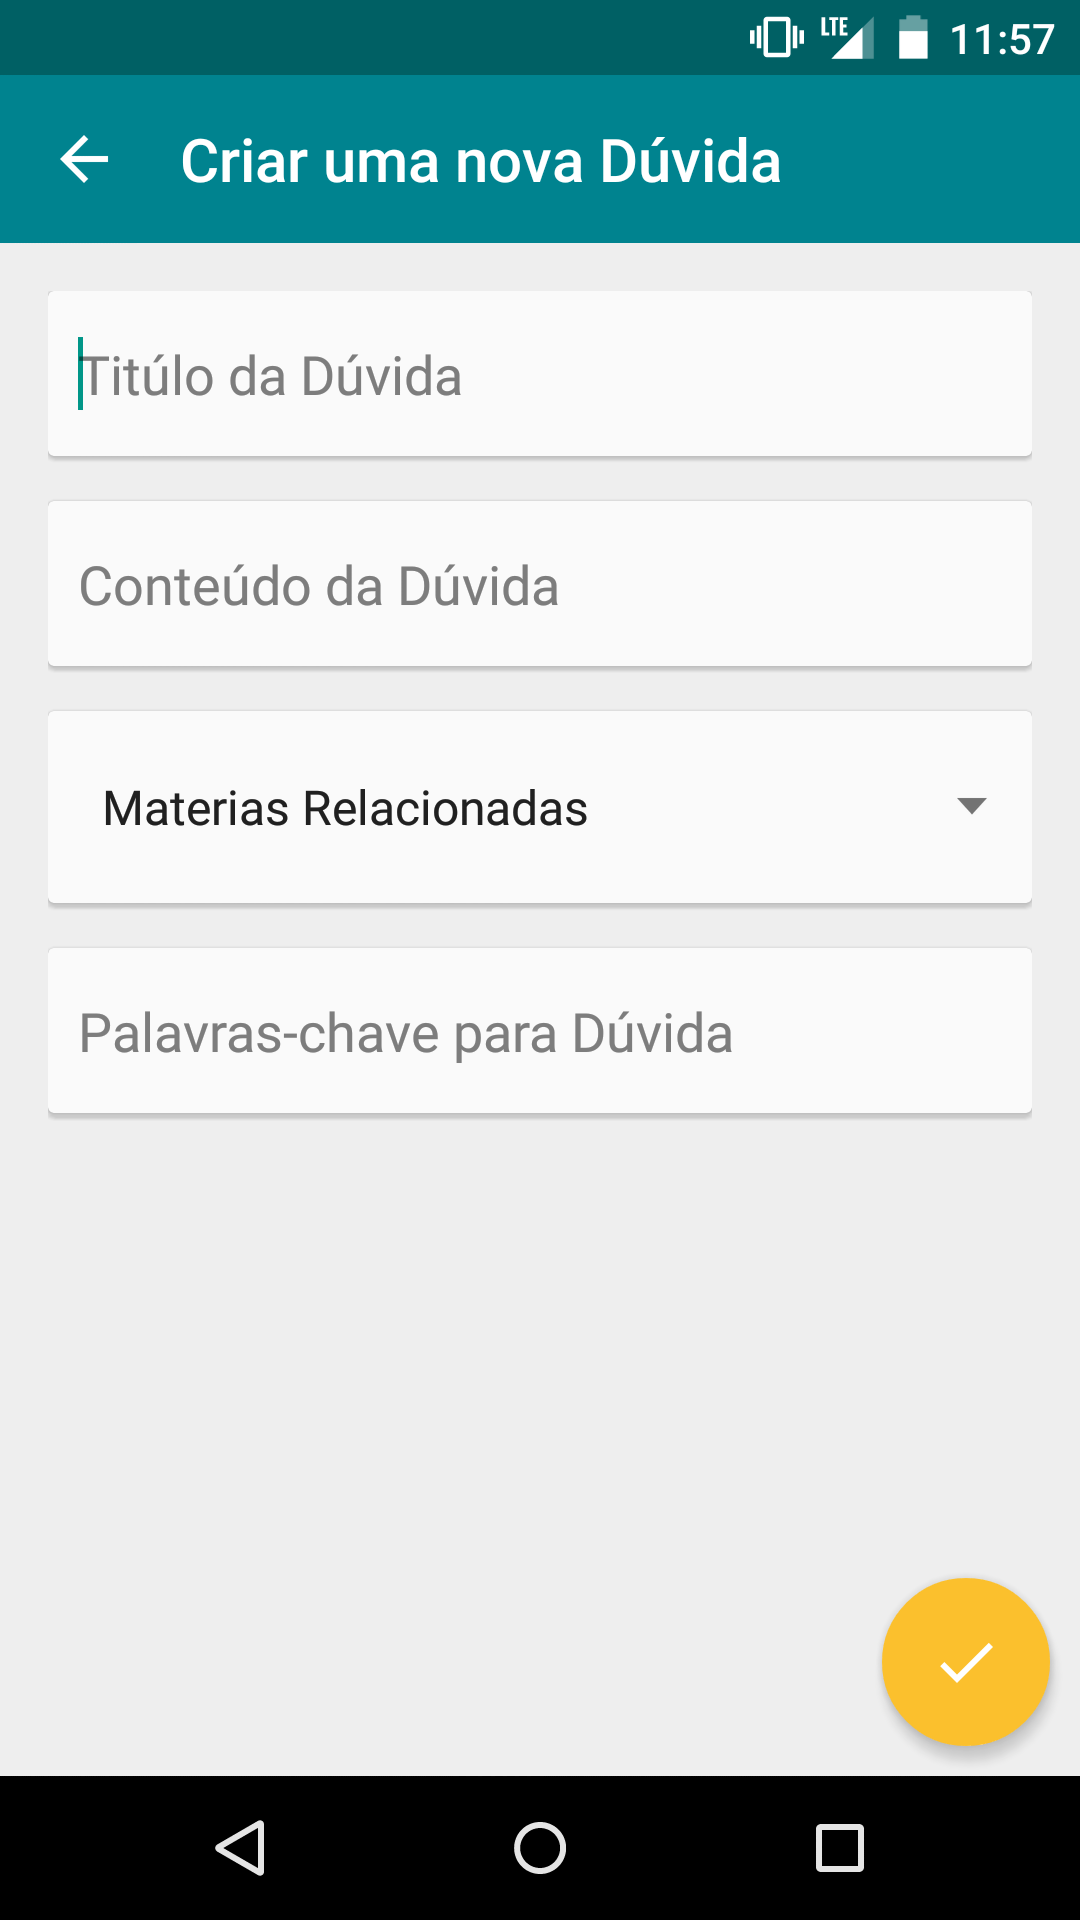 LTE 11:57
Criar uma nova Dúvida
Titúlo da Dúvida
Conteúdo da Dúvida
Materias Relacionadas
Palavras-chave para Dúvida